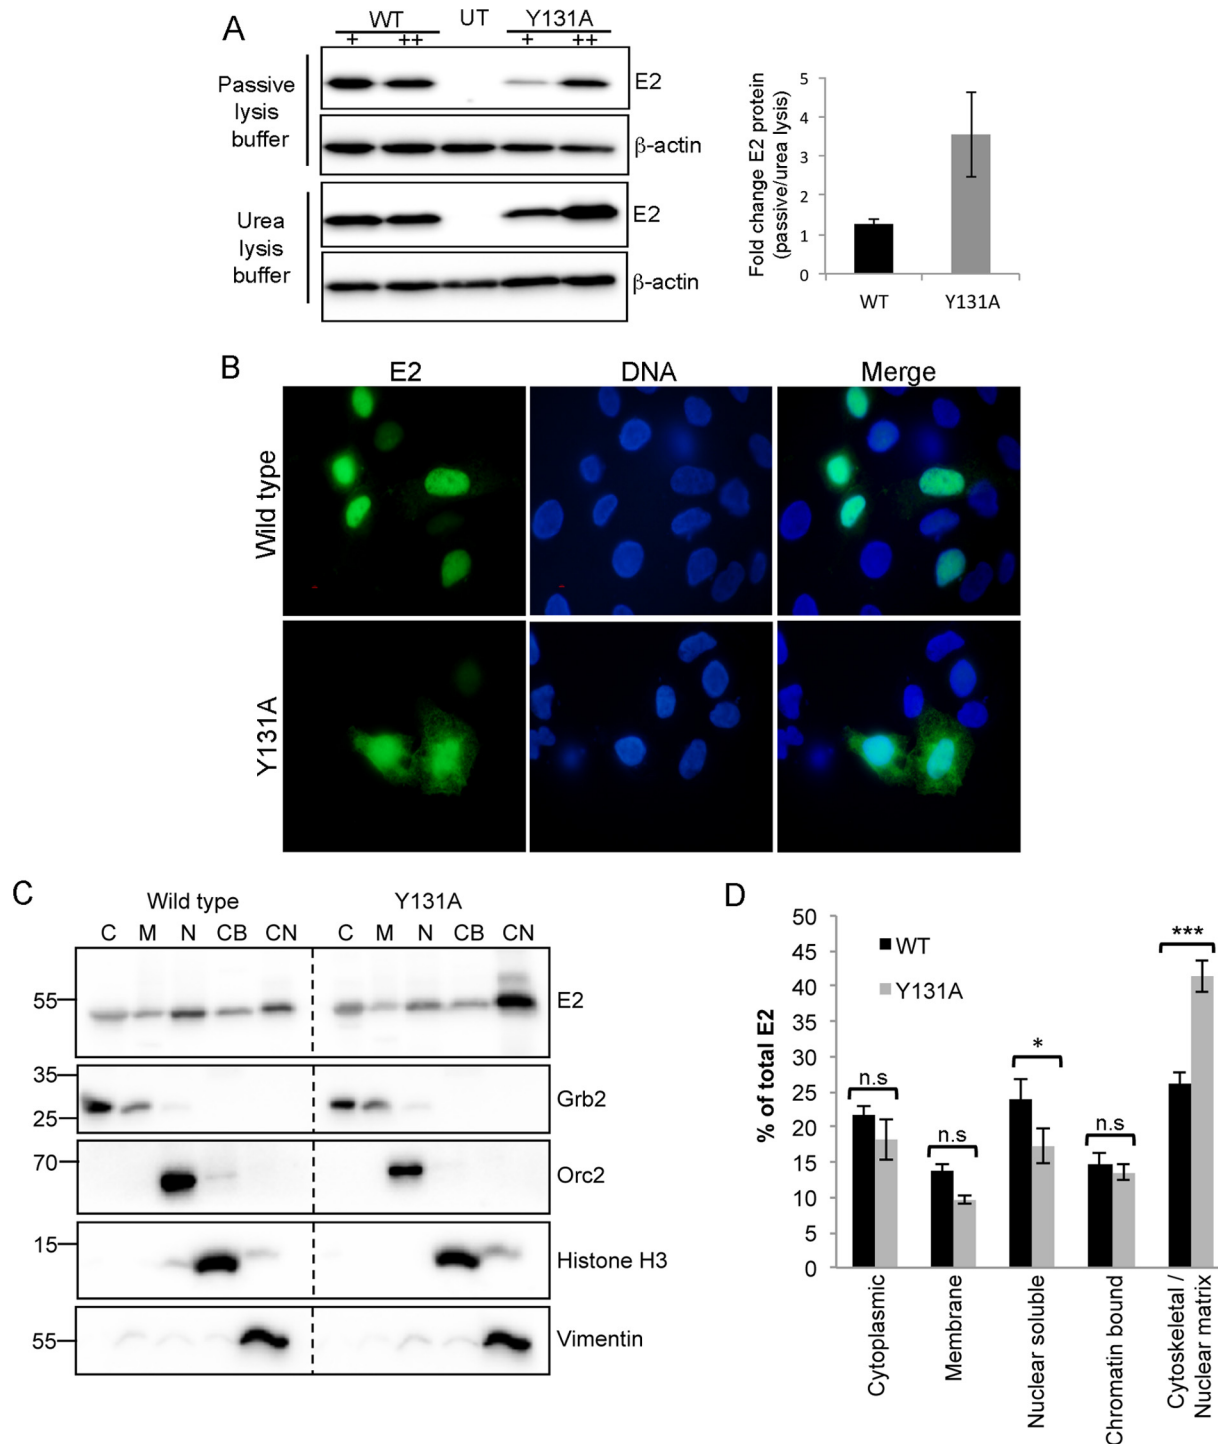 A
WT UT Y131A
+ ++ + ++
Passive
lysis
buffer
E2
β-actin
Urea
lysis
buffer
E2
β-actin
Fold change E2 protein
(passive/urea lysis)
5
4
3
2
1
0
WT Y131A
B
E2 DNA Merge
Wild type
Y131A
C
Wild type Y131A
C M N CB CN C M N CB CN
55 E2
35
25 Grb2
70 Orc2
15 Histone H3
55 Vimentin
D
% of total E2
50
45
40
35
30
25
20
15
10
5
0
WT
Y131A
n.s
n.s
*
n.s
***
Cytoplasmic
Membrane
Nuclear soluble
Chromatin bound
Cytoskeletal /
Nuclear matrix